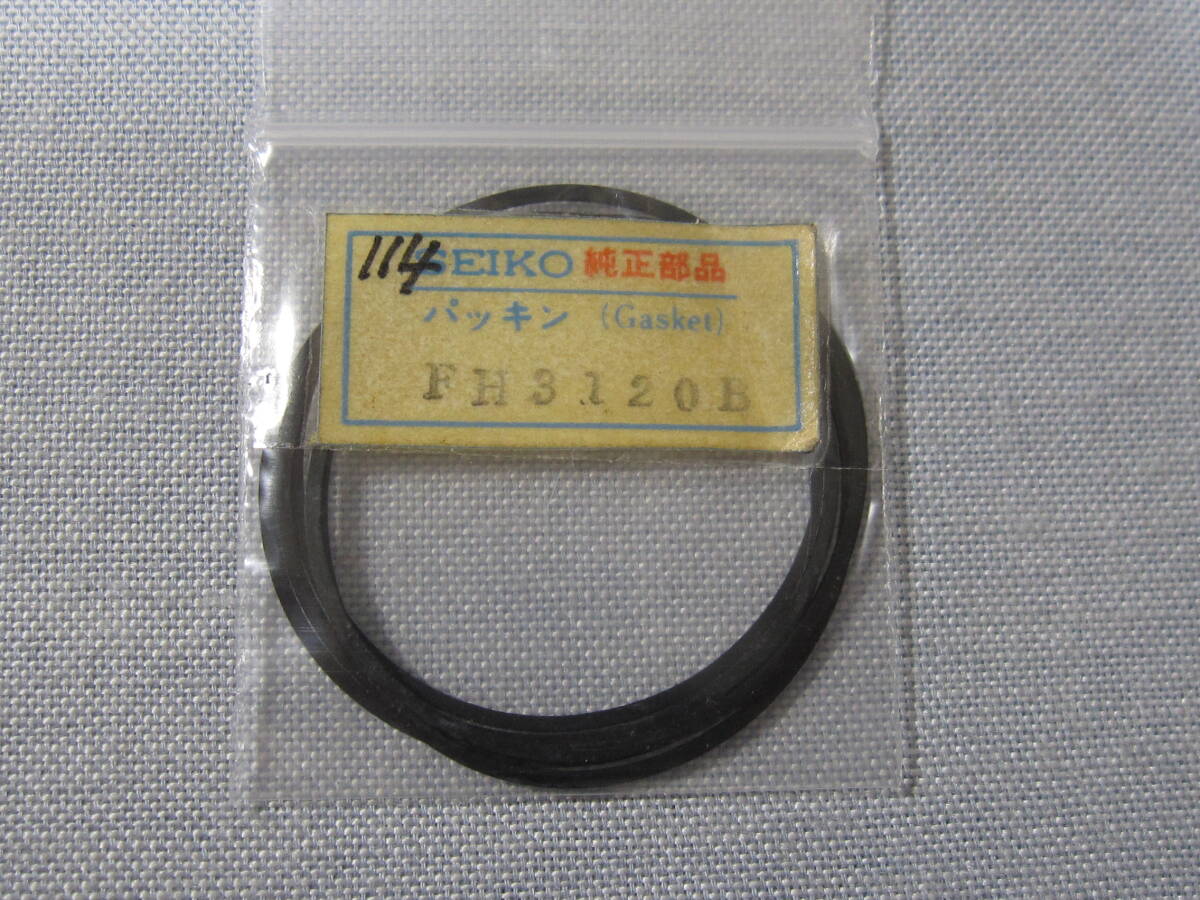 114 SEIKO 純正部品
パッキン (Gasket)
FH3120B